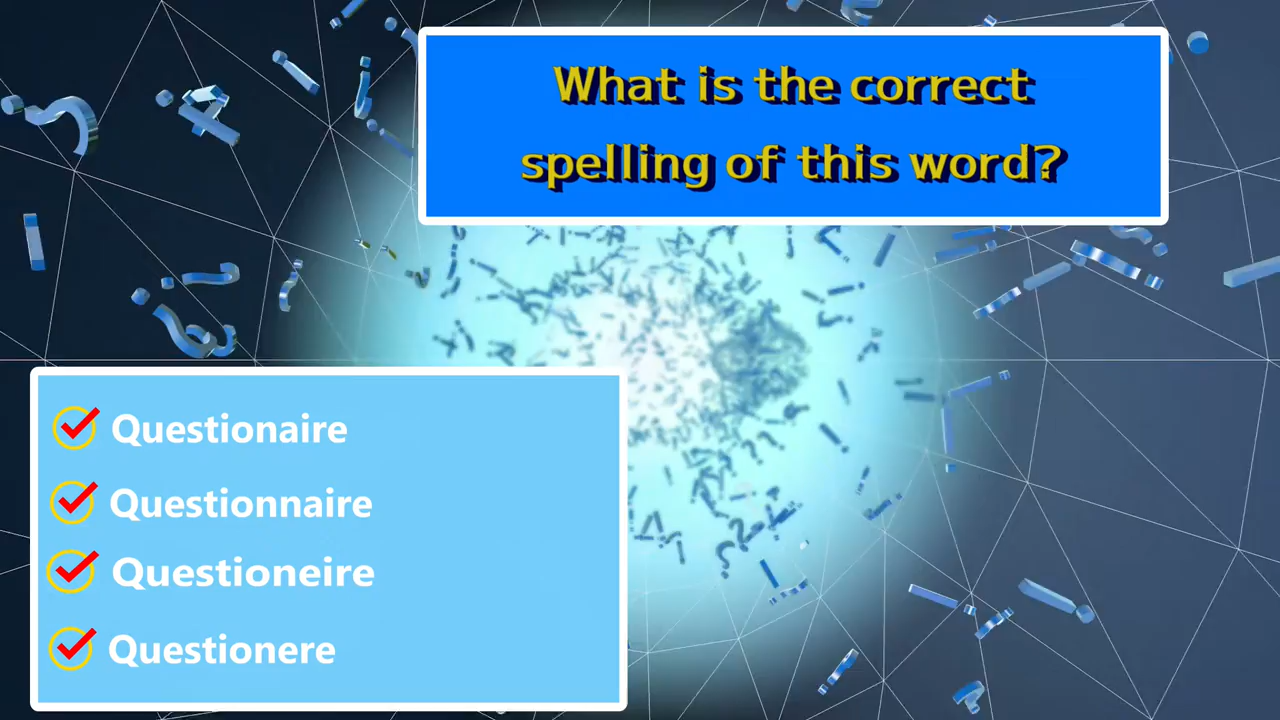 What is the correct
spelling of this word?
Questionaire
Questionnaire
Questioneire
Questionere